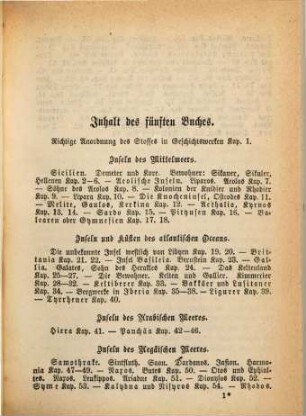 Inhalt des fünften Buches.
Richtige Anordnung des Stoffes in Geschichtswerken Kap. 1.
Inseln des Mittelmeers.
Sicilien. Demeter und Kore. Bewohner: Sikaner, Sikuler,
Hellenen Kap. 2—6. — Aeolische Inseln. Liparos, Aeolos Kap. 7.
— Söhne des Aeolos Kap. 8. — Kolonien der Knidier und Rhodier
Kap. 9. — Liparа Kap. 10. — Die Knocheninsel, Osteodes Kap. 11.
— Melite, Gaulos, Kerkina Kap. 12. — Aethalia, Kyrnos
Kap. 13, 14. — Sardo Kap. 15. — Pityusen Kap. 16. — Ba-
learen oder Gymnesien Kap. 17, 18.
Inseln und Küsten des atlantischen Oceans.
Die unbekannte Insel westlich von Libyen Kap. 19, 20. — Brit-
tania Kap. 21, 22. — Insel Basileia. Bernstein Kap. 23. — Gal-
lia. Galates, Sohn des Herakles Kap. 24. — Das Keltenland
Kap. 25—27. — Die Bewohner. Kelten und Gallier. Kimmerier
Kap. 28—32. — Keltiberer Kap. 33. — Bakkäer und Lusitaner
Kap. 34. — Bergwerke in Iberia Kap. 35—38. — Ligurer Kap. 39.
— Tyrrhener Kap. 40.
Inseln des Arabischen Meeres.
Hiera Kap. 41. — Panchäa Kap. 42—46.
Inseln des Aegäischen Meeres.
Samothrake, Sintfluth. Saon. Dardanos, Jasion, Harmo-
nia Kap. 47—49. — Naxos. Butes Kap. 50, 51. — Otos und Ephial-
tes. Naxos, Leukippos, Ariadne Kap. 51, 52. — Dionysos Kap. 52. —
Syme Kap. 53. — Kalydna und Nisyros Kap. 54. — Rhodos.
1*